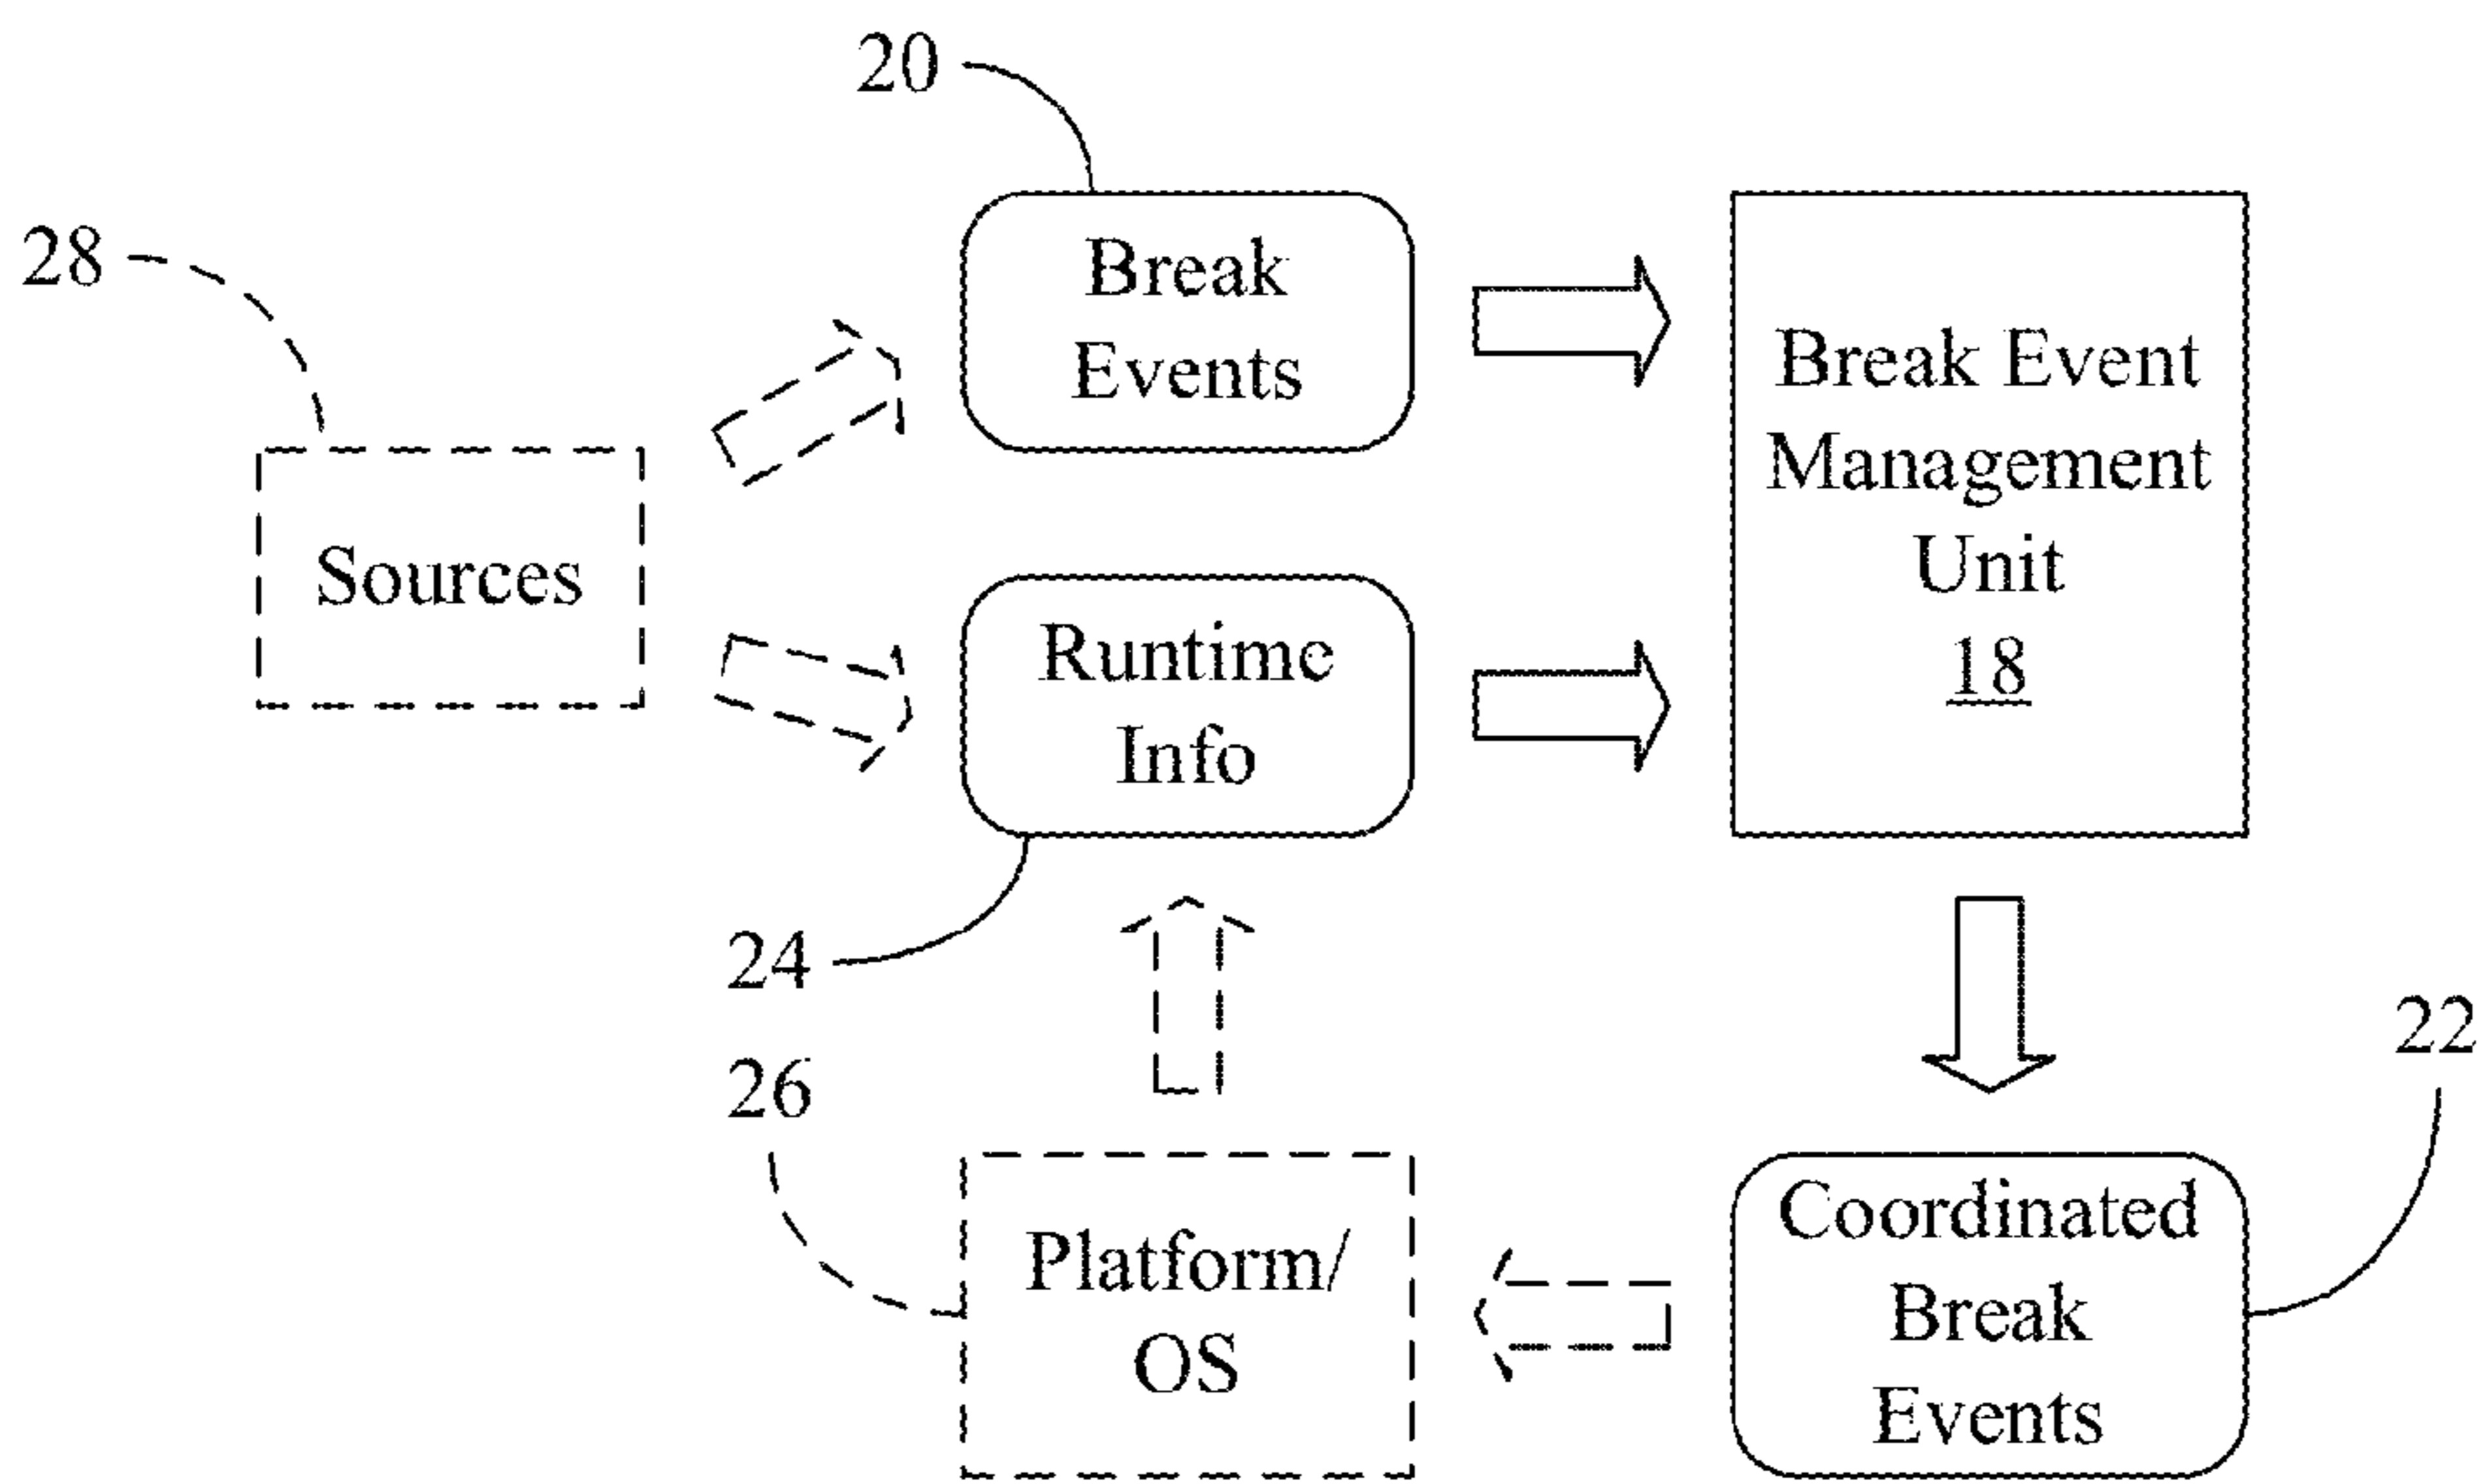 20
28
Break
Events
Break Event
Management
Unit
18
Sources
Runtime
Info
24
26
22
Platform/
OS
Coordinated
Break
Events